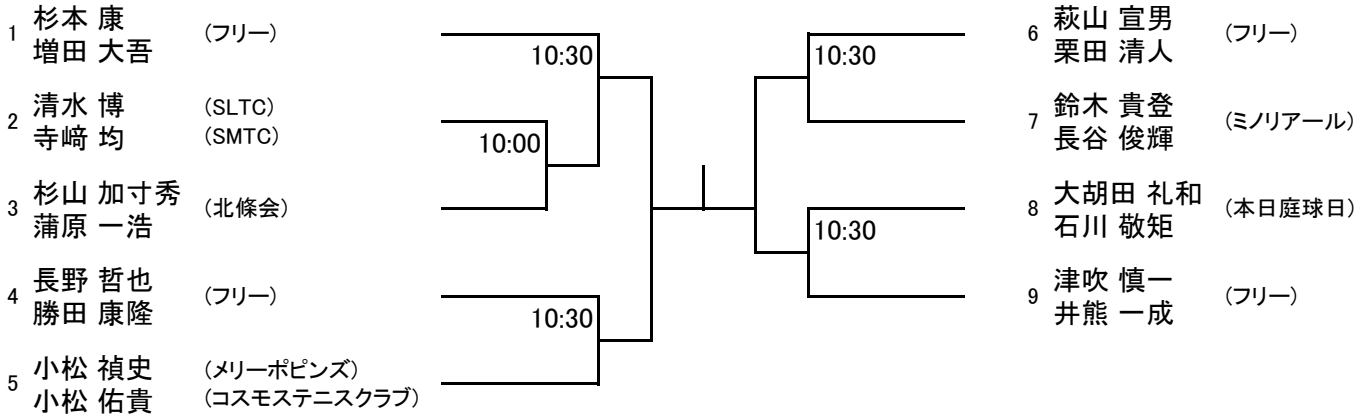 1 杉本 康 (フリー)
増田 大吾
10:30
2 清水 博 (SLTC)
寺﨑 均 (SMTC)
10:00
3 杉山 加寸秀 (北條会)
蒲原 一浩
4 長野 哲也 (フリー)
勝田 康隆
10:30
5 小松 禎史 (メリーポピンズ)
小松 佑貴 (コスモステニスクラブ)
6 萩山 宣男 (フリー)
栗田 清人
10:30
7 鈴木 貴登 (ミノリアール)
長谷 俊輝
8 大胡田 礼和 (本日庭球日)
石川 敬矩
10:30
9 津吹 慎一 (フリー)
井熊 一成